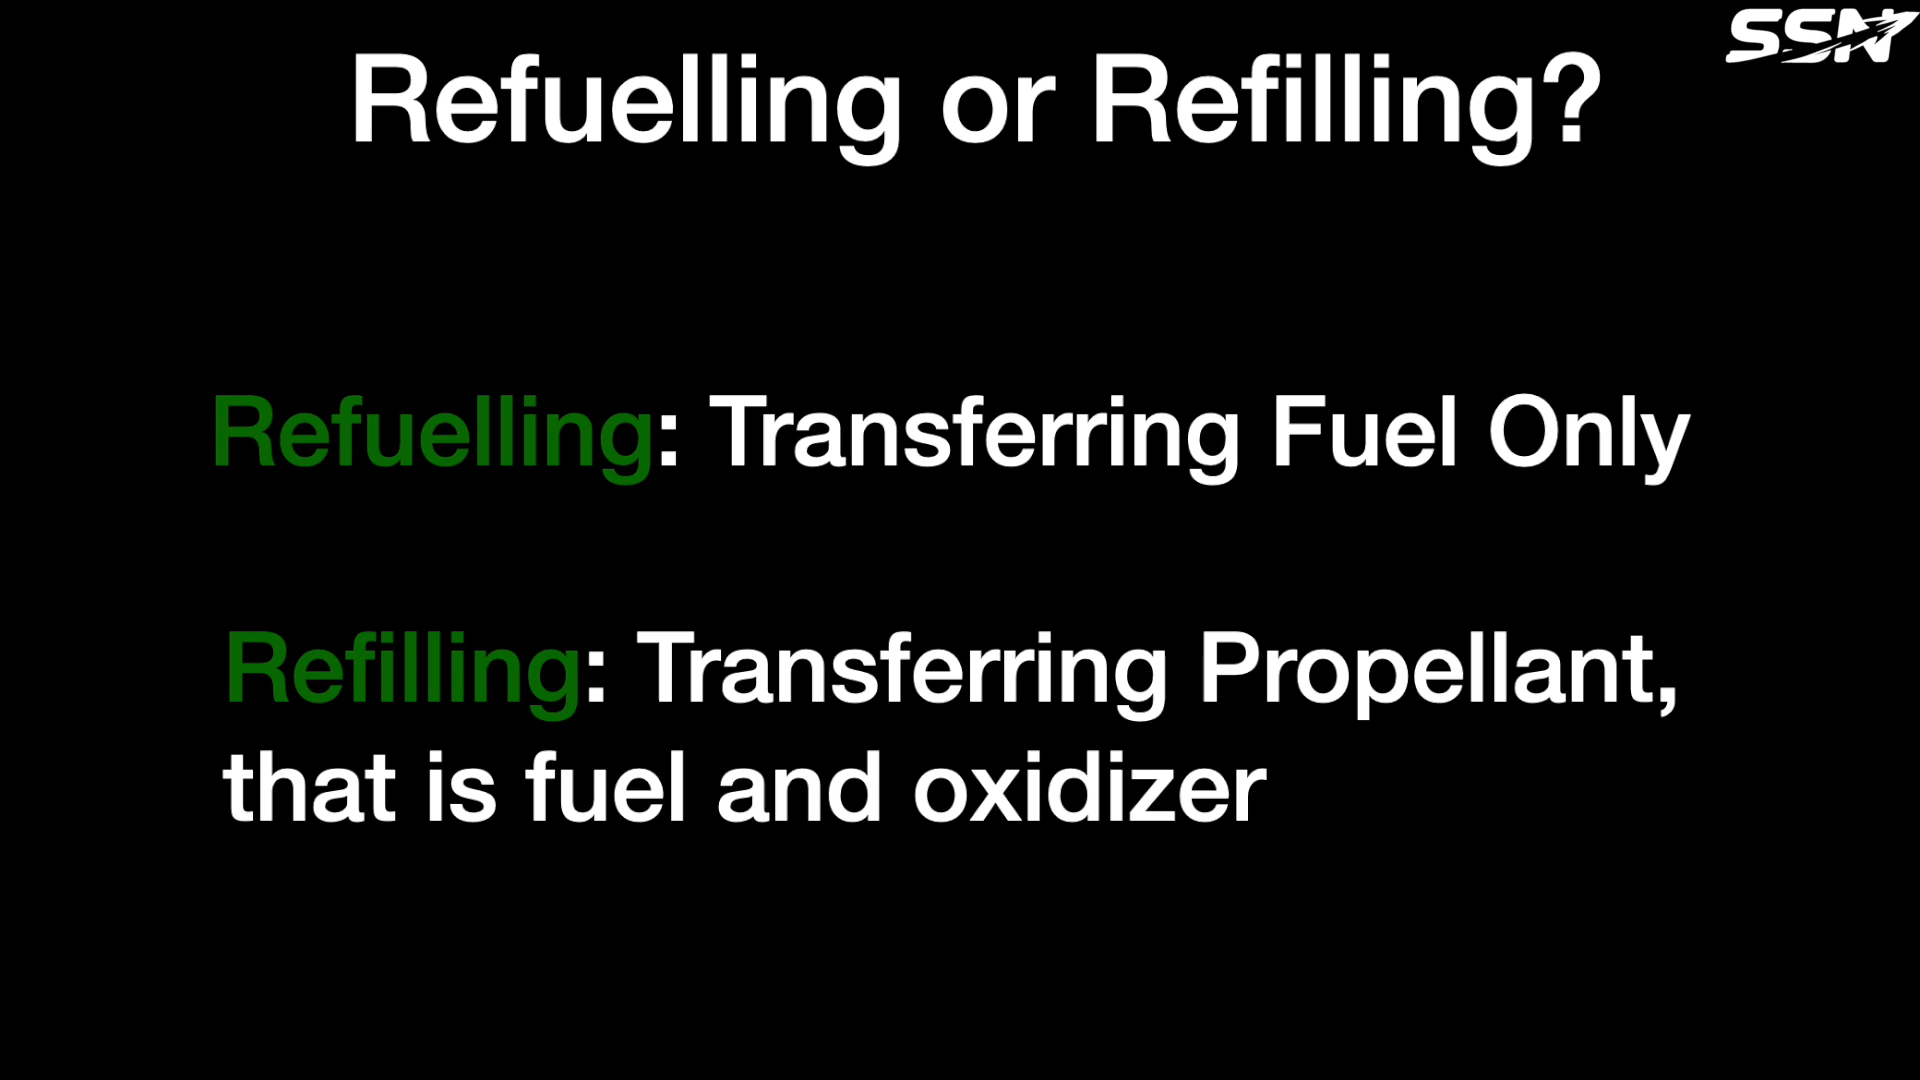 SSN
Refuelling or Refilling?
Refuelling: Transferring Fuel Only
Refilling: Transferring Propellant,
that is fuel and oxidizer